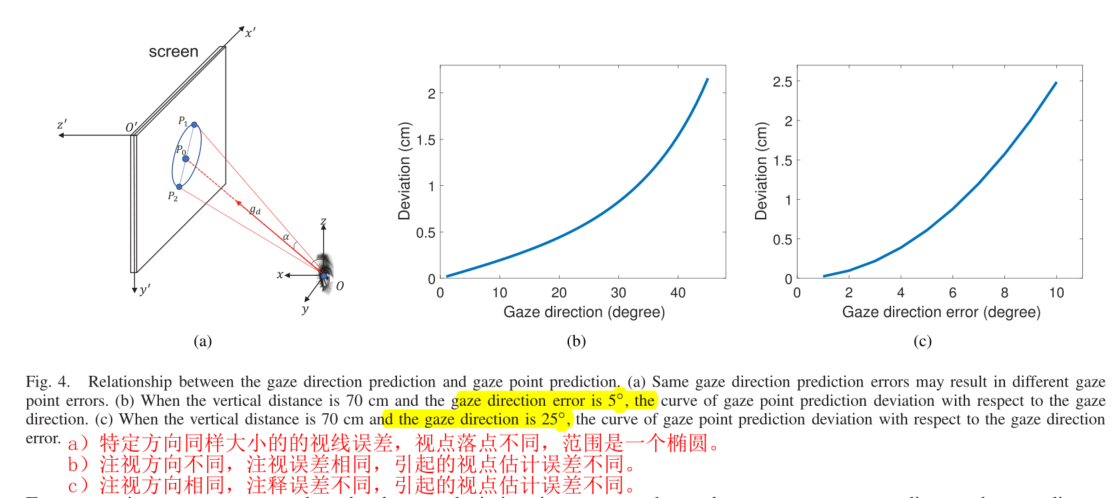 screen
x′
z′
O′
P₁
P₀
P₂
g_d
α
z
x
O
y
y′
(a)
Deviation (cm)
2
1.5
1
0.5
0
0 10 20 30 40
Gaze direction (degree)
(b)
Deviation (cm)
2.5
2
1.5
1
0.5
0
0 2 4 6 8 10
Gaze direction error (degree)
(c)
Fig. 4. Relationship between the gaze direction prediction and gaze point prediction. (a) Same gaze direction prediction errors may result in different gaze
point errors. (b) When the vertical distance is 70 cm and the gaze direction error is 5°, the curve of gaze point prediction deviation with respect to the gaze
direction. (c) When the vertical distance is 70 cm and the gaze direction is 25°, the curve of gaze point prediction deviation with respect to the gaze direction
error.
a）特定方向同样大小的的视线误差，视点落点不同，范围是一个椭圆。
b）注视方向不同，注视误差相同，引起的视点估计误差不同。
c）注视方向相同，注释误差不同，引起的视点估计误差不同。